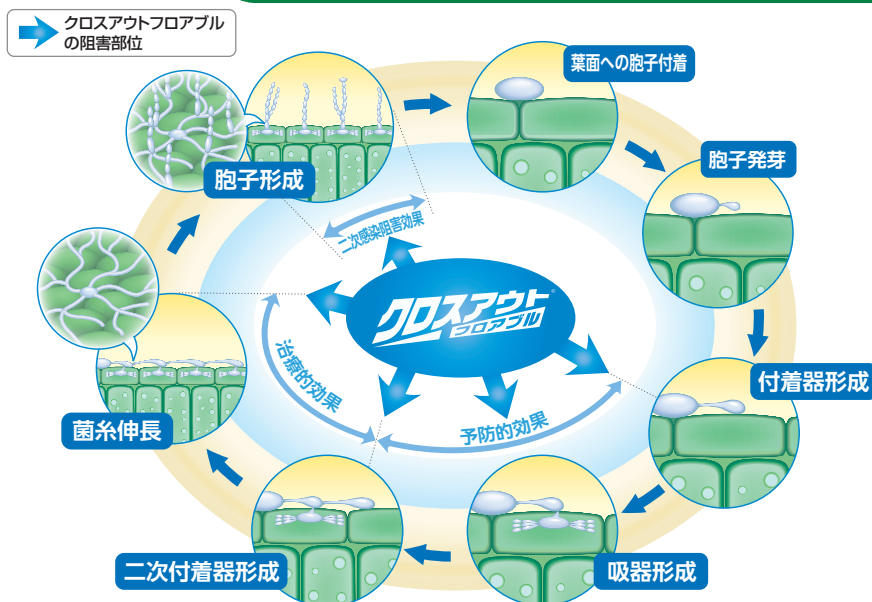 クロスアウトフロアブル
の阻害部位
葉面への胞子付着
胞子発芽
付着器形成
吸器形成
二次付着器形成
菌糸伸長
胞子形成
二次感染阻害効果
治療的効果
予防的効果
クロスアウト®
フロアブル